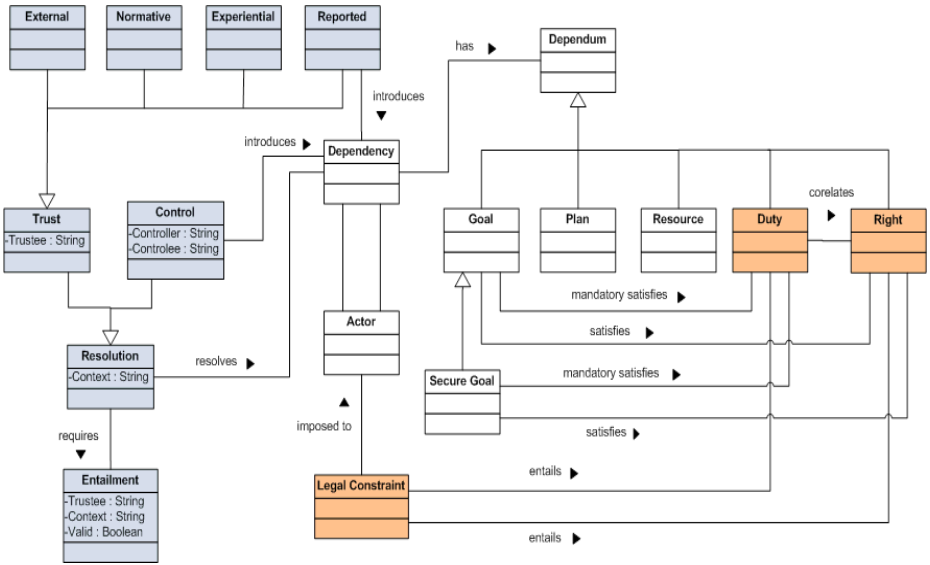 External
Normative
Experiential
Reported
Dependum
has
introduces
introduces
Dependency
corelates
Trust
-Trustee : String
Control
-Controller : String
-Controlee : String
Goal
Plan
Resource
Duty
Right
mandatory satisfies
Actor
satisfies
Resolution
-Context : String
resolves
Secure Goal
mandatory satisfies
imposed to
satisfies
requires
entails
Entailment
-Trustee : String
-Context : String
-Valid : Boolean
Legal Constraint
entails